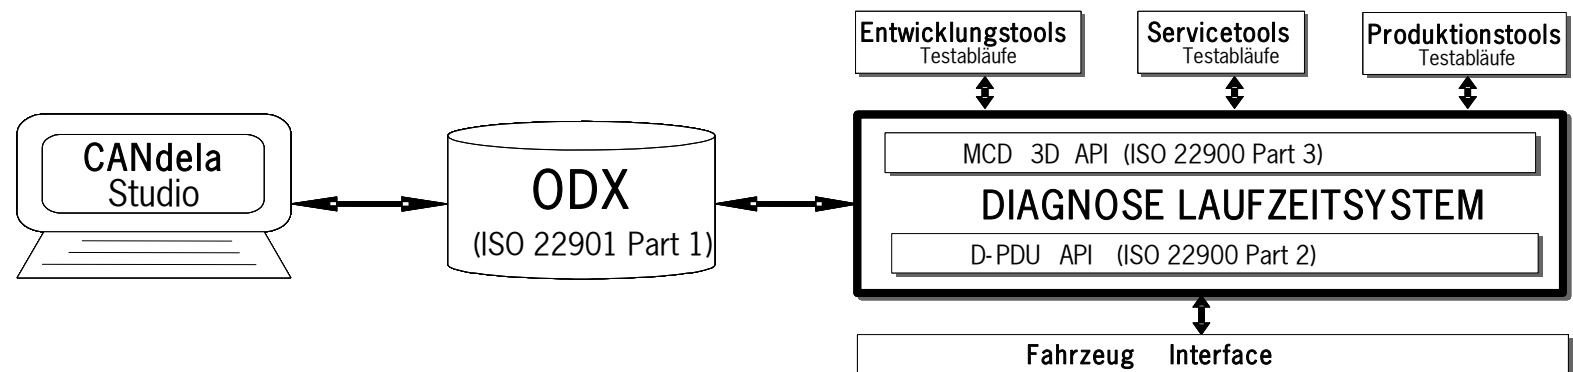 Entwicklungstools
Testabläufe
Servicetools
Testabläufe
Produktionstools
Testabläufe
CANdela
Studio
ODX
(ISO 22901 Part 1)
MCD 3D API (ISO 22900 Part 3)
DIAGNOSE LAUFZEITSYSTEM
D-PDU API (ISO 22900 Part 2)
Fahrzeug Interface